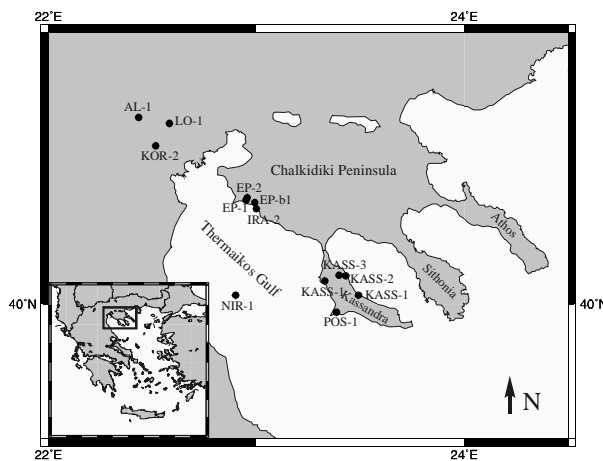 22°E
24°E
AL-1
LO-1
KOR-2
Chalkidiki Peninsula
EP-2
EP-b1
EP-1
IRA-2
Athos
Thermaikos Gulf
KASS-3
KASS-2
Sithonia
KASS-1
KASS-1
Kassandra
40°N
40°N
NIR-1
POS-1
N
22°E
24°E